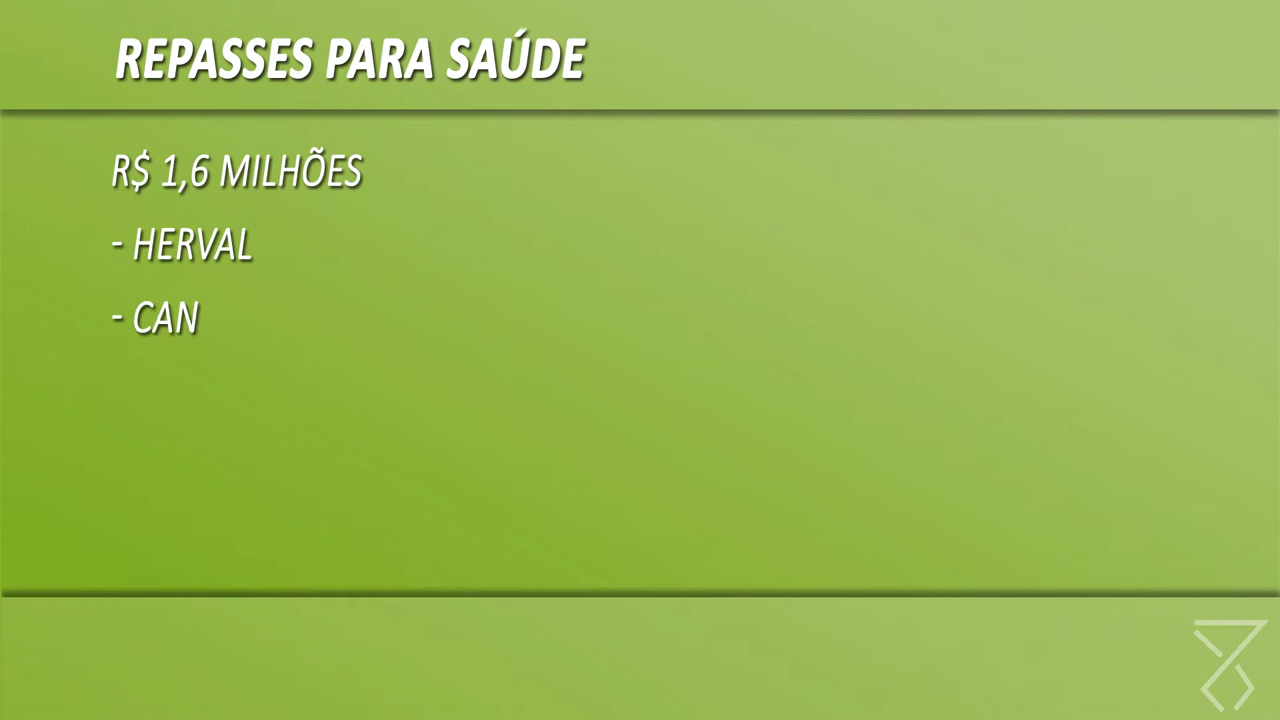 REPASSES PARA SAÚDE
R$ 1,6 MILHÕES
- HERVAL
- CAN